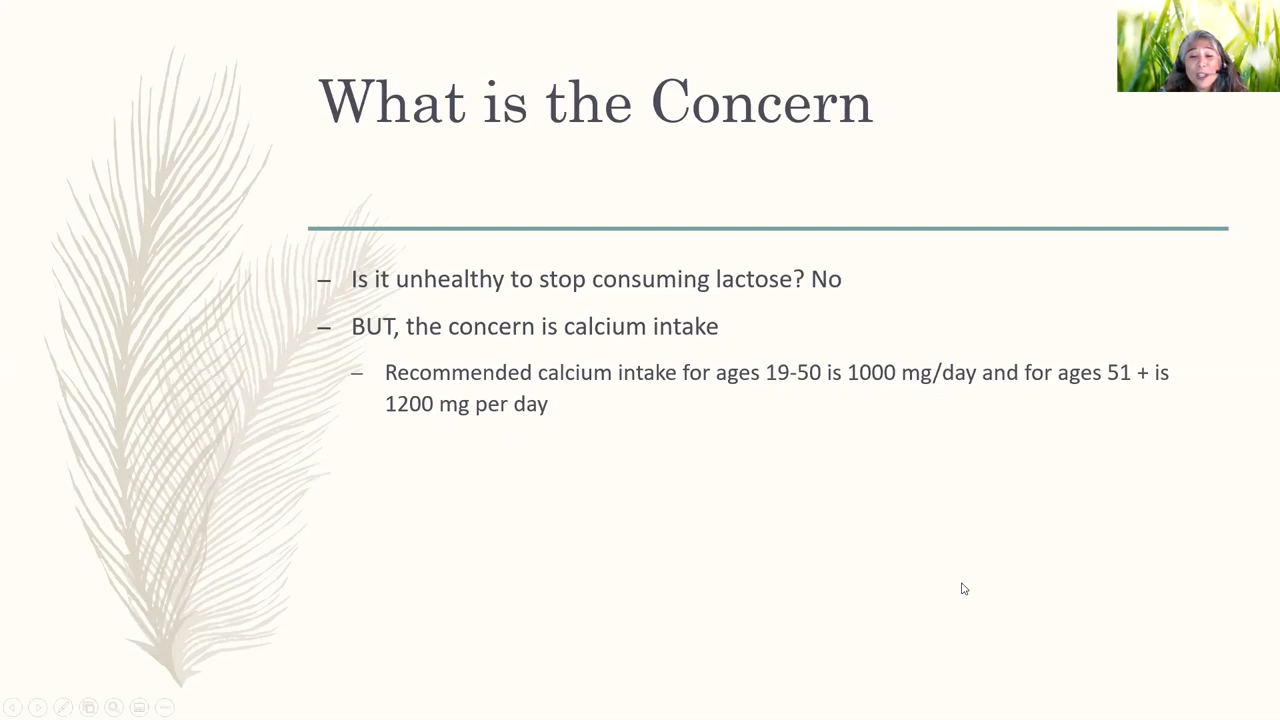 What is the Concern
– Is it unhealthy to stop consuming lactose? No
– BUT, the concern is calcium intake
– Recommended calcium intake for ages 19-50 is 1000 mg/day and for ages 51 + is
1200 mg per day